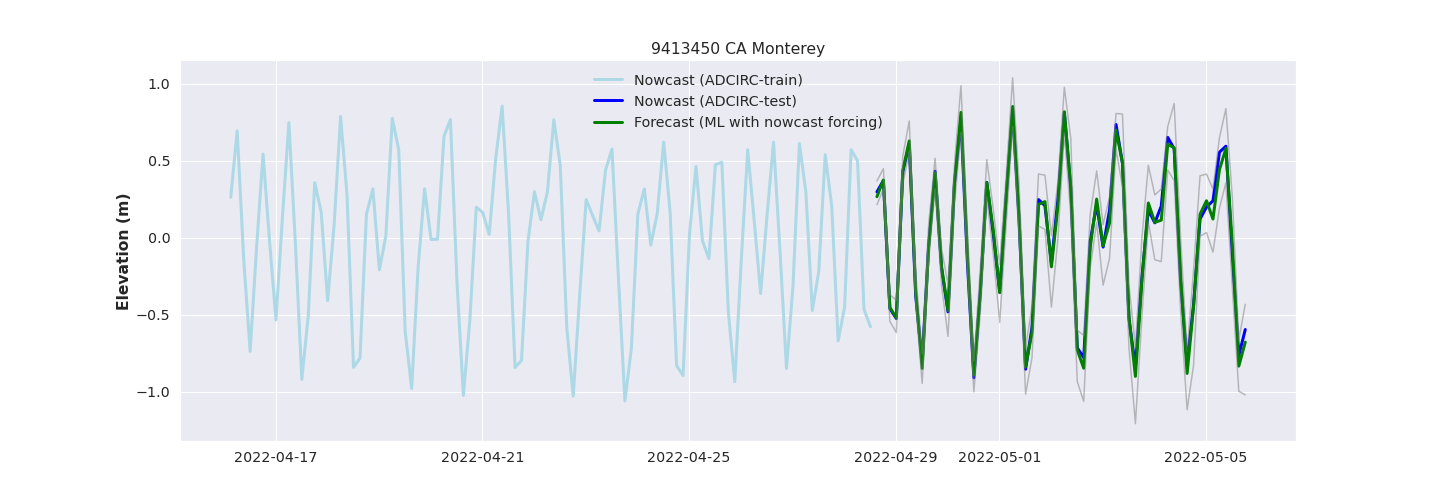 9413450 CA Monterey
Nowcast (ADCIRC-train)
Nowcast (ADCIRC-test)
Forecast (ML with nowcast forcing)
Elevation (m)
1.0
0.5
0.0
−0.5
−1.0
2022-04-17 2022-04-21 2022-04-25 2022-04-29 2022-05-01 2022-05-05